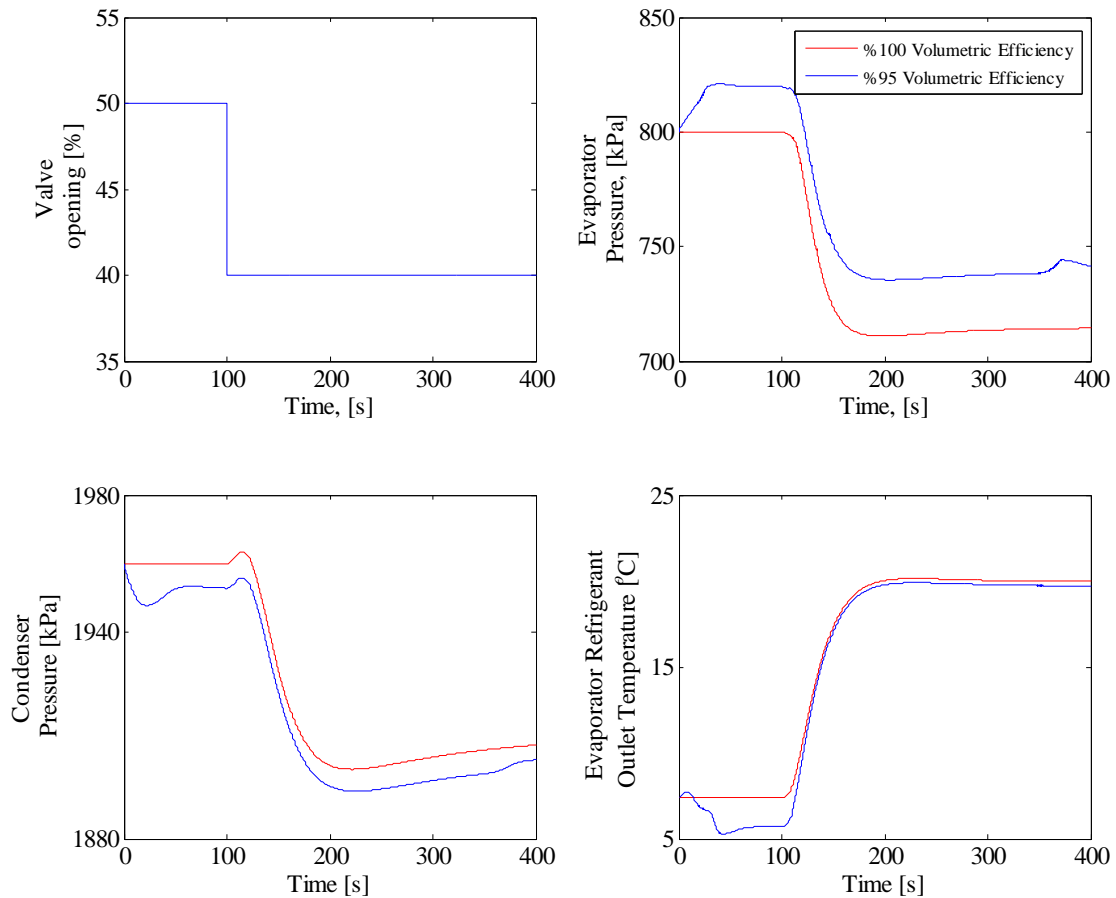 55
50
45
40
35
Valve
opening [%]
0
100
200
300
400
Time, [s]
850
800
750
700
Evaporator
Pressure, [kPa]
%100 Volumetric Efficiency
%95 Volumetric Efficiency
0
100
200
300
400
Time, [s]
1980
1940
1880
Condenser
Pressure [kPa]
0
100
200
300
400
Time [s]
25
15
5
Evaporator Refrigerant
Outlet Temperature [°C]
0
100
200
300
400
Time [s]